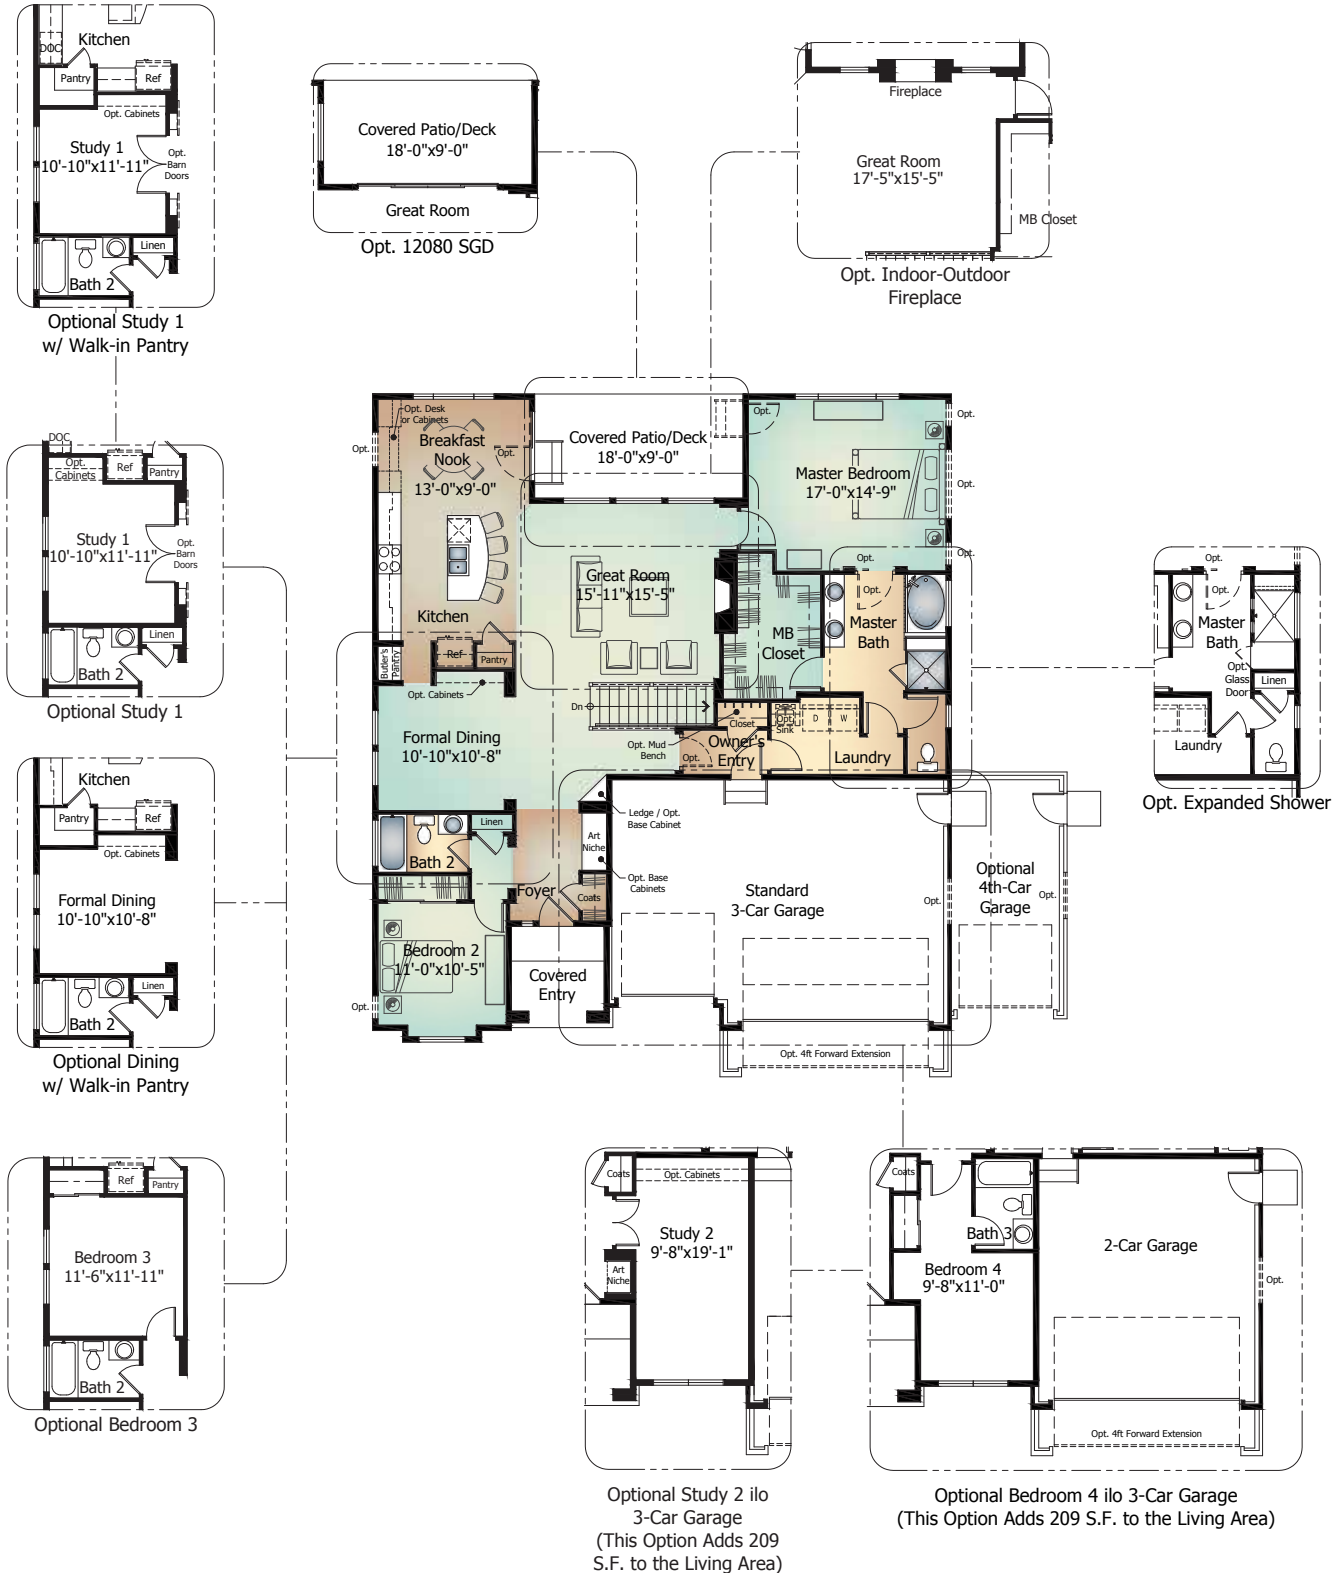 Kitchen
DOC
Pantry
Ref
Opt. Cabinets
Study 1
10'-10"x11'-11"
Opt.
Barn
Doors
Linen
Bath 2
Optional Study 1
w/ Walk-in Pantry
Covered Patio/Deck
18'-0"x9'-0"
Great Room
Opt. 12080 SGD
Fireplace
Great Room
17'-5"x15'-5"
MB Closet
Opt. Indoor-Outdoor
Fireplace
DOC
Opt.
Cabinets
Ref
Pantry
Study 1
10'-10"x11'-11"
Opt.
Barn
Doors
Linen
Bath 2
Optional Study 1
Opt. Desk
or Cabinets
Breakfast
Nook
13'-0"x9'-0"
Opt.
Opt.
Covered Patio/Deck
18'-0"x9'-0"
Opt.
Master Bedroom
17'-0"x14'-9"
Opt.
Opt.
Opt.
Opt.
Great Room
15'-11"x15'-5"
Kitchen
Ref
Pantry
Butler's
Pantry
Opt. Cabinets
MB
Closet
Opt.
Master
Bath
Dn
Closet
Opt.
Sink
D
W
Formal Dining
10'-10"x10'-8"
Opt. Mud
Bench
Opt.
Owner's
Entry
Laundry
Opt.
Opt.
Master
Bath
Opt.
Glass
Door
Linen
Laundry
Opt. Expanded Shower
Kitchen
Pantry
Ref
Opt. Cabinets
Formal Dining
10'-10"x10'-8"
Linen
Bath 2
Optional Dining
w/ Walk-in Pantry
Ledge / Opt.
Base Cabinet
Linen
Bath 2
Art
Niche
Opt. Base
Cabinets
Foyer
Coats
Standard
3-Car Garage
Opt.
Optional
4th-Car
Garage
Opt.
Bedroom 2
11'-0"x10'-5"
Opt.
Covered
Entry
Opt. 4ft Forward Extension
Ref
Pantry
Bedroom 3
11'-6"x11'-11"
Bath 2
Optional Bedroom 3
Coats
Opt. Cabinets
Study 2
9'-8"x19'-1"
Art
Niche
Optional Study 2 ilo
3-Car Garage
(This Option Adds 209
S.F. to the Living Area)
Coats
Bath 3
Bedroom 4
9'-8"x11'-0"
2-Car Garage
Opt.
Opt. 4ft Forward Extension
Optional Bedroom 4 ilo 3-Car Garage
(This Option Adds 209 S.F. to the Living Area)